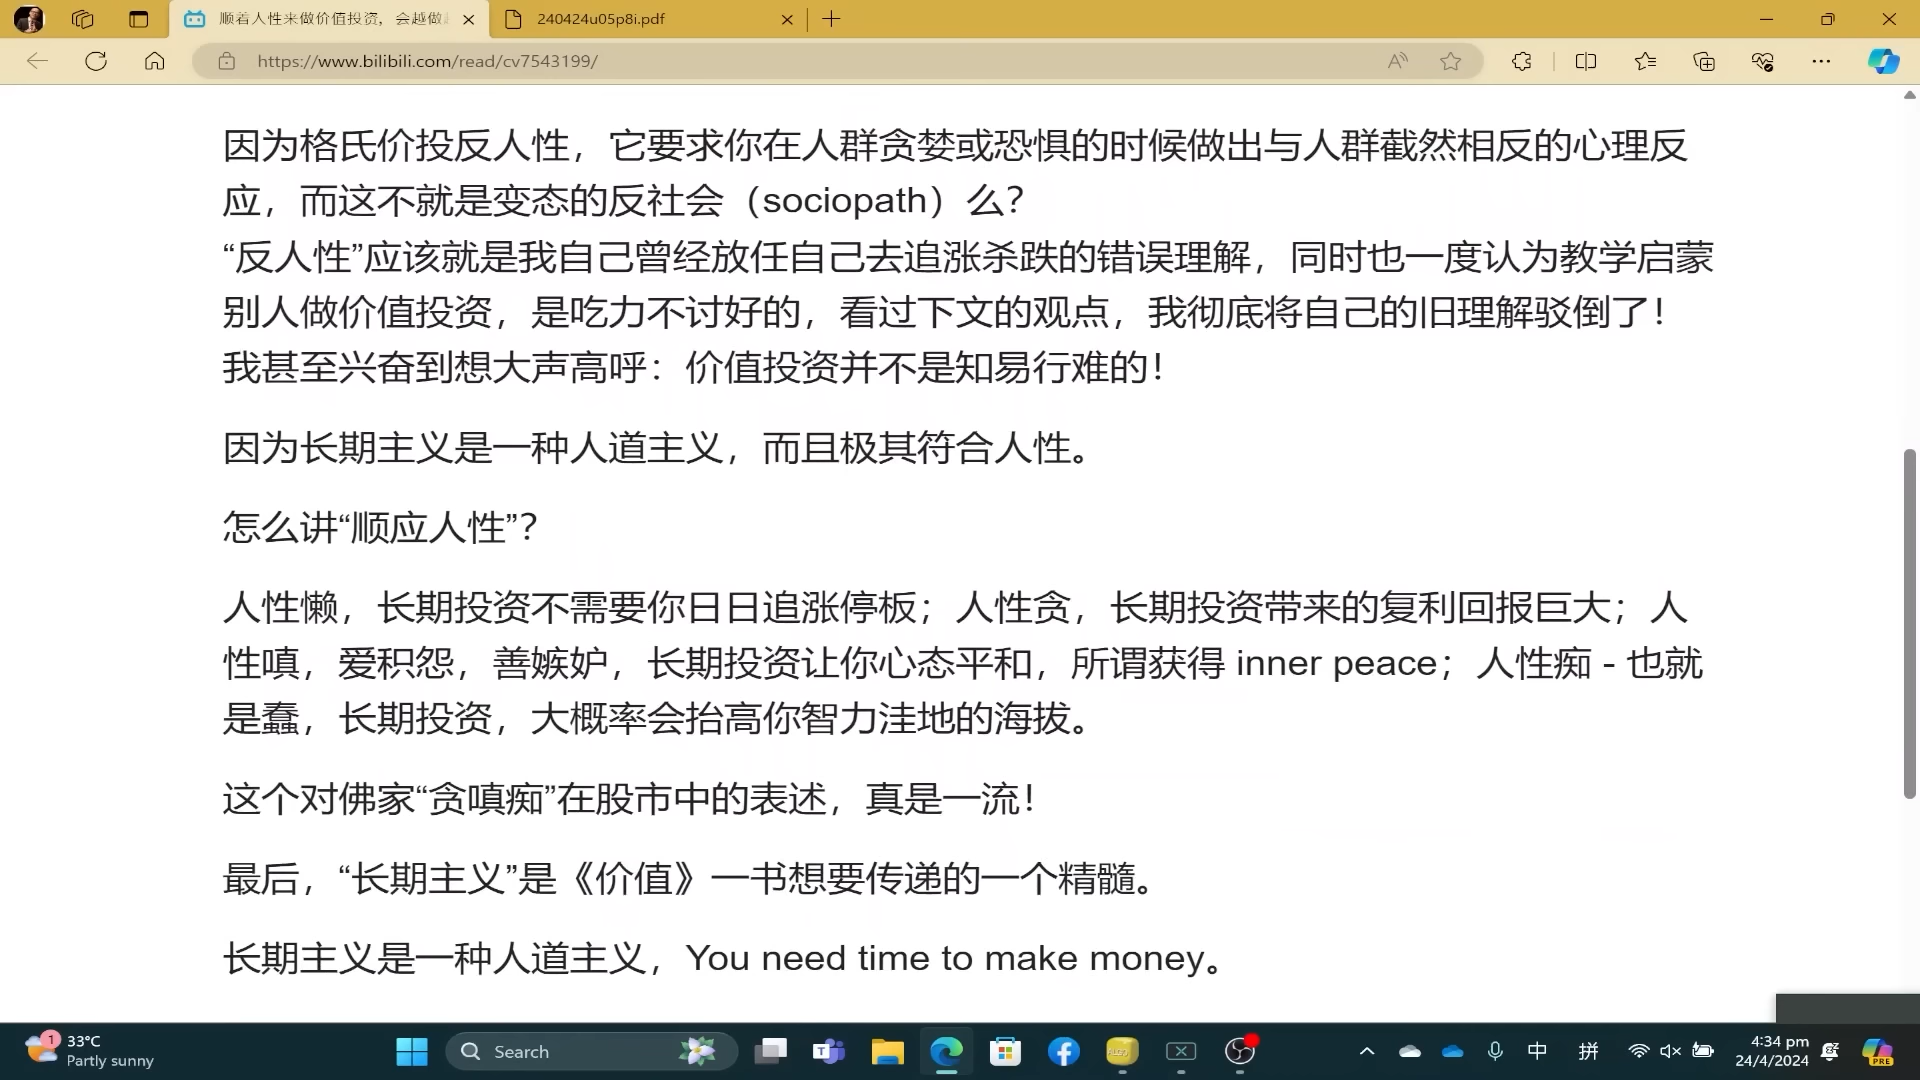 顺着人性来做价值投资，会越做
240424u05p8i.pdf
https://www.bilibili.com/read/cv7543199/
因为格氏价投反人性，它要求你在人群贪婪或恐惧的时候做出与人群截然相反的心理反
应，而这不就是变态的反社会（sociopath）么？
“反人性”应该就是我自己曾经放任自己去追涨杀跌的错误理解，同时也一度认为教学启蒙
别人做价值投资，是吃力不讨好的，看过下文的观点，我彻底将自己的旧理解驳倒了！
我甚至兴奋到想大声高呼：价值投资并不是知易行难的！
因为长期主义是一种人道主义，而且极其符合人性。
怎么讲“顺应人性”？
人性懒，长期投资不需要你日日追涨停板；人性贪，长期投资带来的复利回报巨大；人
性嗔，爱积怨，善嫉妒，长期投资让你心态平和，所谓获得 inner peace；人性痴 - 也就
是蠢，长期投资，大概率会抬高你智力洼地的海拔。
这个对佛家“贪嗔痴”在股市中的表述，真是一流！
最后，“长期主义”是《价值》一书想要传递的一个精髓。
长期主义是一种人道主义，You need time to make money。
1
33°C
Partly sunny
Search
ALGO
中
拼
4:34 pm
24/4/2024
PRE